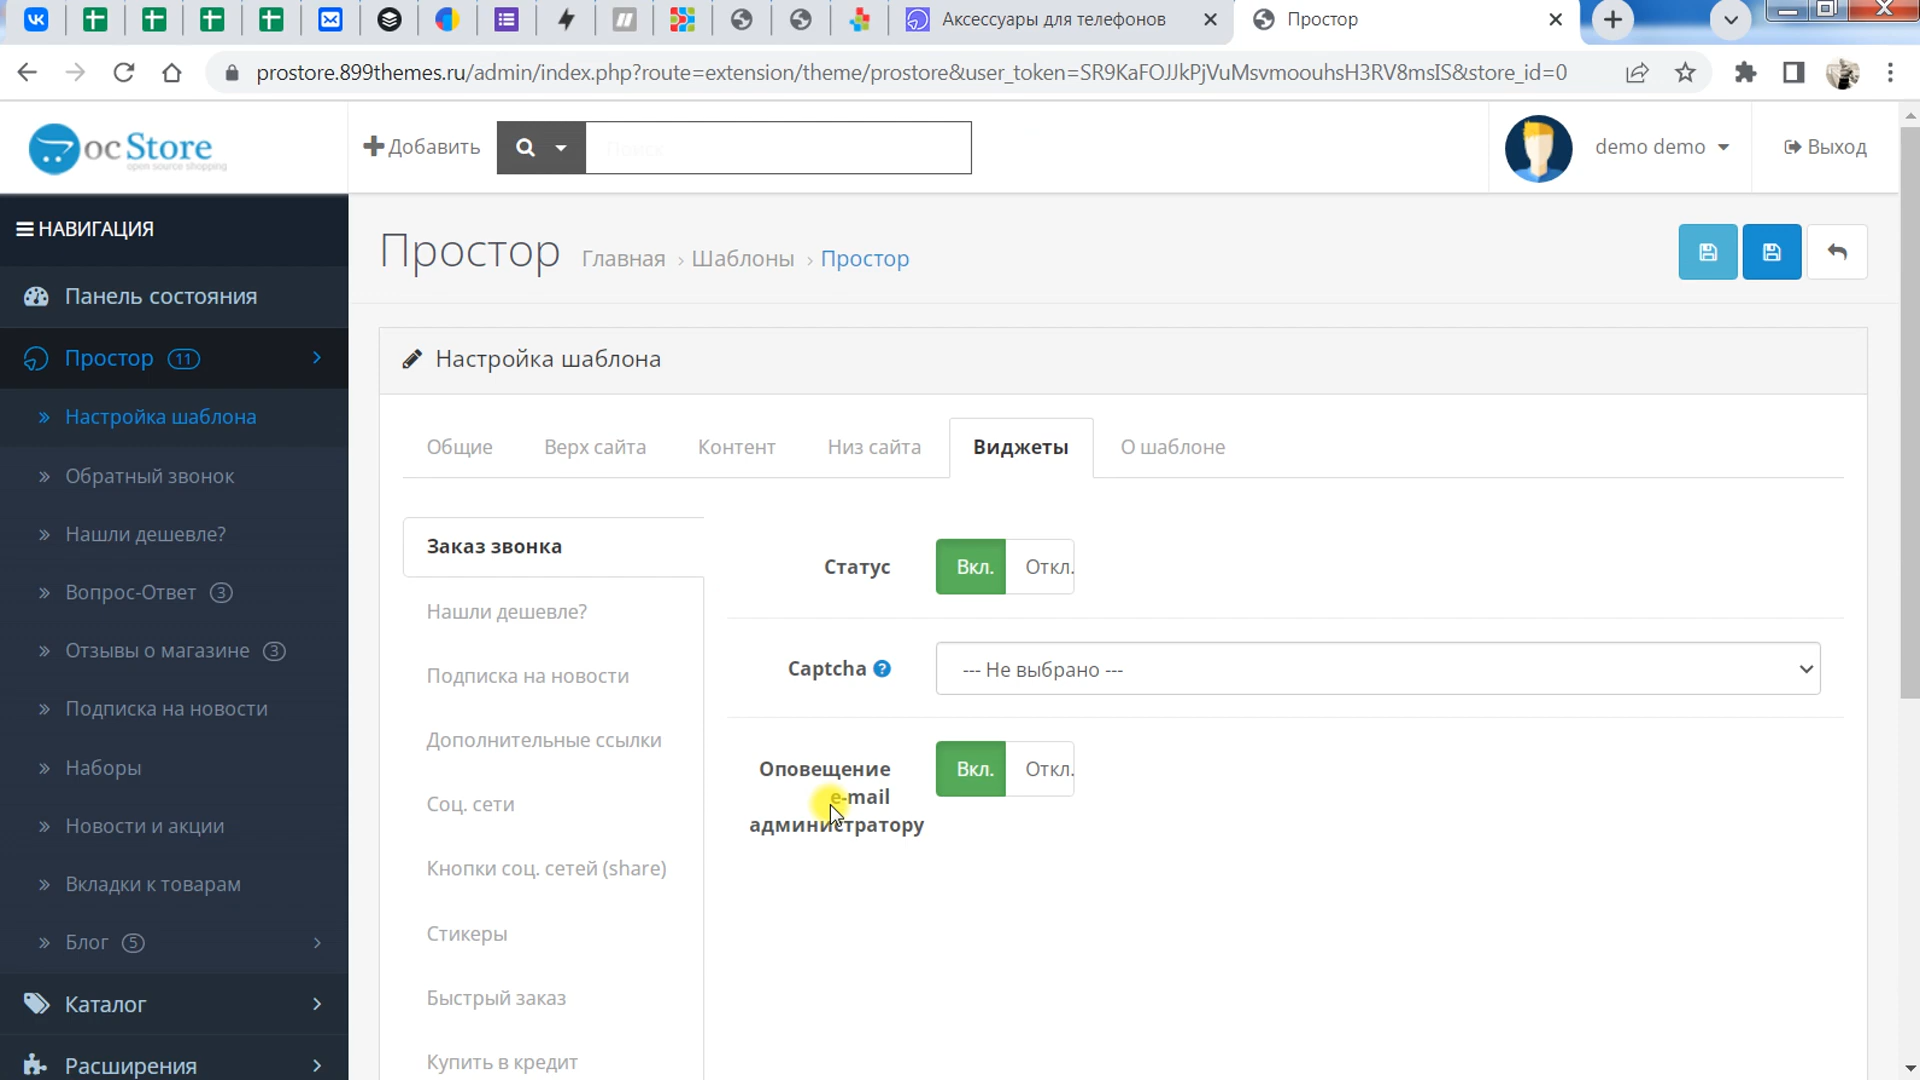 Аксессуары для телефонов
Простор
prostore.899themes.ru/admin/index.php?route=extension/theme/prostore&user_token=SR9KaFOJJkPjVuMsvmoouhsH3RV8msIS&store_id=0
ocStore
open source shopping
Добавить
Поиск
demo demo
Выход
НАВИГАЦИЯ
Простор
Главная › Шаблоны › Простор
Панель состояния
Простор 11
Настройка шаблона
Обратный звонок
Нашли дешевле?
Вопрос-Ответ 3
Отзывы о магазине 3
Подписка на новости
Наборы
Новости и акции
Вкладки к товарам
Блог 5
Каталог
Расширения
Настройка шаблона
Общие
Верх сайта
Контент
Низ сайта
Виджеты
О шаблоне
Заказ звонка
Нашли дешевле?
Подписка на новости
Дополнительные ссылки
Соц. сети
Кнопки соц. сетей (share)
Стикеры
Быстрый заказ
Купить в кредит
Статус
Вкл.
Откл.
Captcha ?
--- Не выбрано ---
Оповещение
e-mail
администратору
Вкл.
Откл.